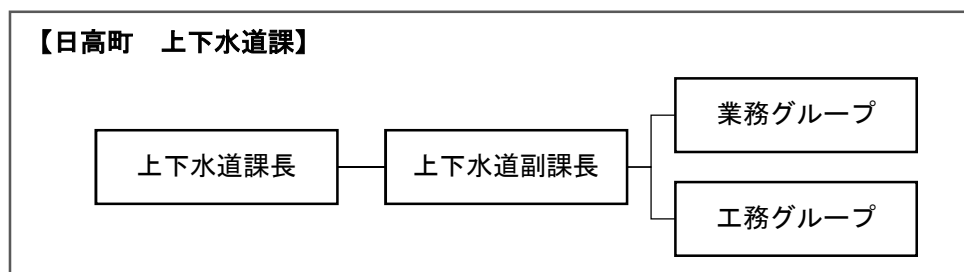 【日高町　上下水道課】
上下水道課長
上下水道副課長
業務グループ
工務グループ